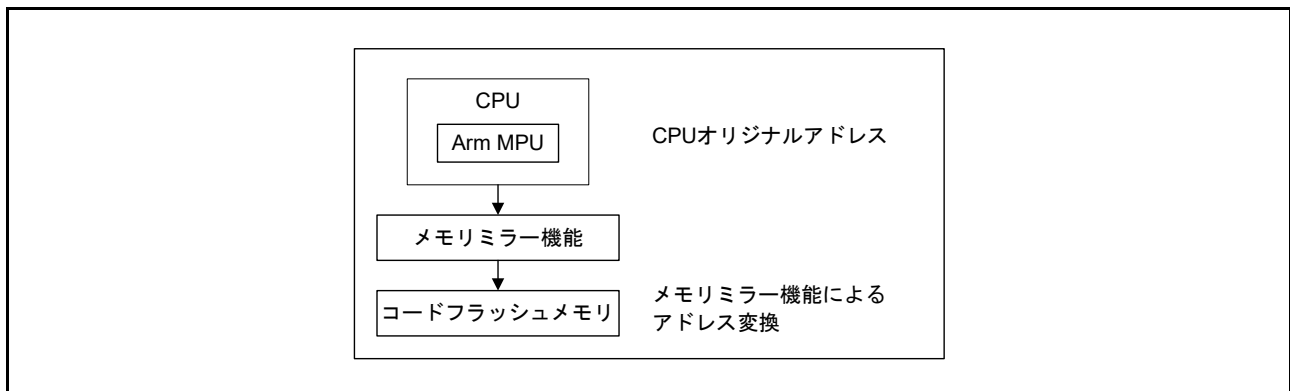 CPU
Arm MPU
CPUオリジナルアドレス
メモリミラー機能
コードフラッシュメモリ
メモリミラー機能による
アドレス変換